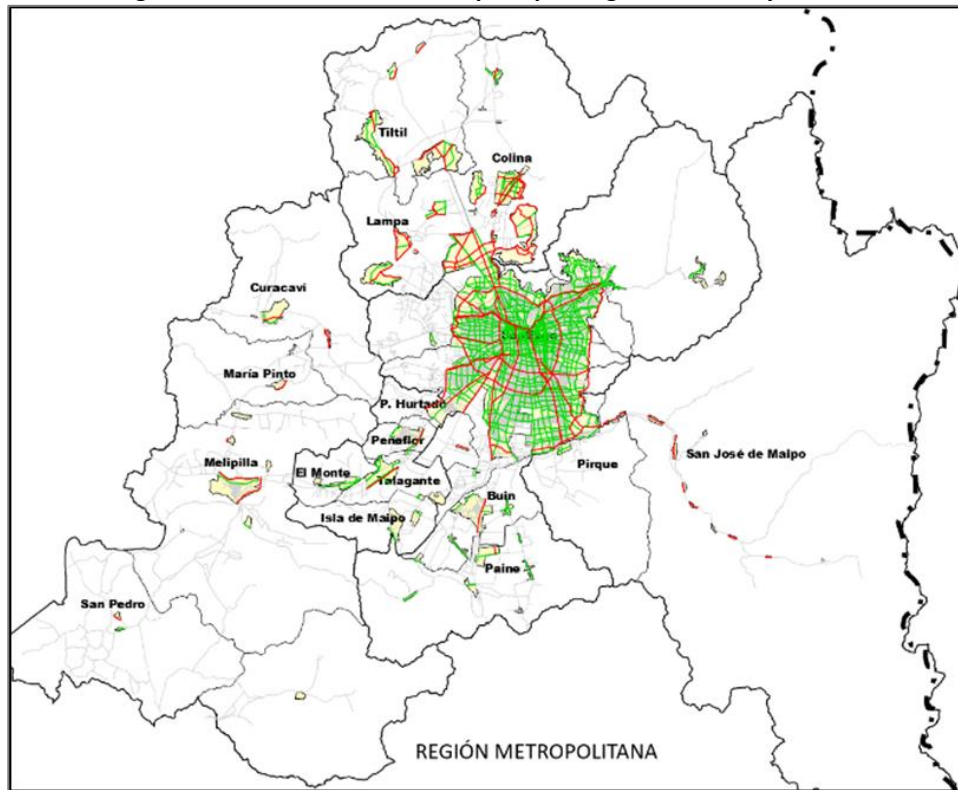 Tiltil
Colina
Lampa
Curacaví
María Pinto
P. Hurtado
Peñaflor
Melipilla
El Monte
Talagante
San José de Maipo
Pirque
Buin
Isla de Maipo
Paine
San Pedro
REGIÓN METROPOLITANA